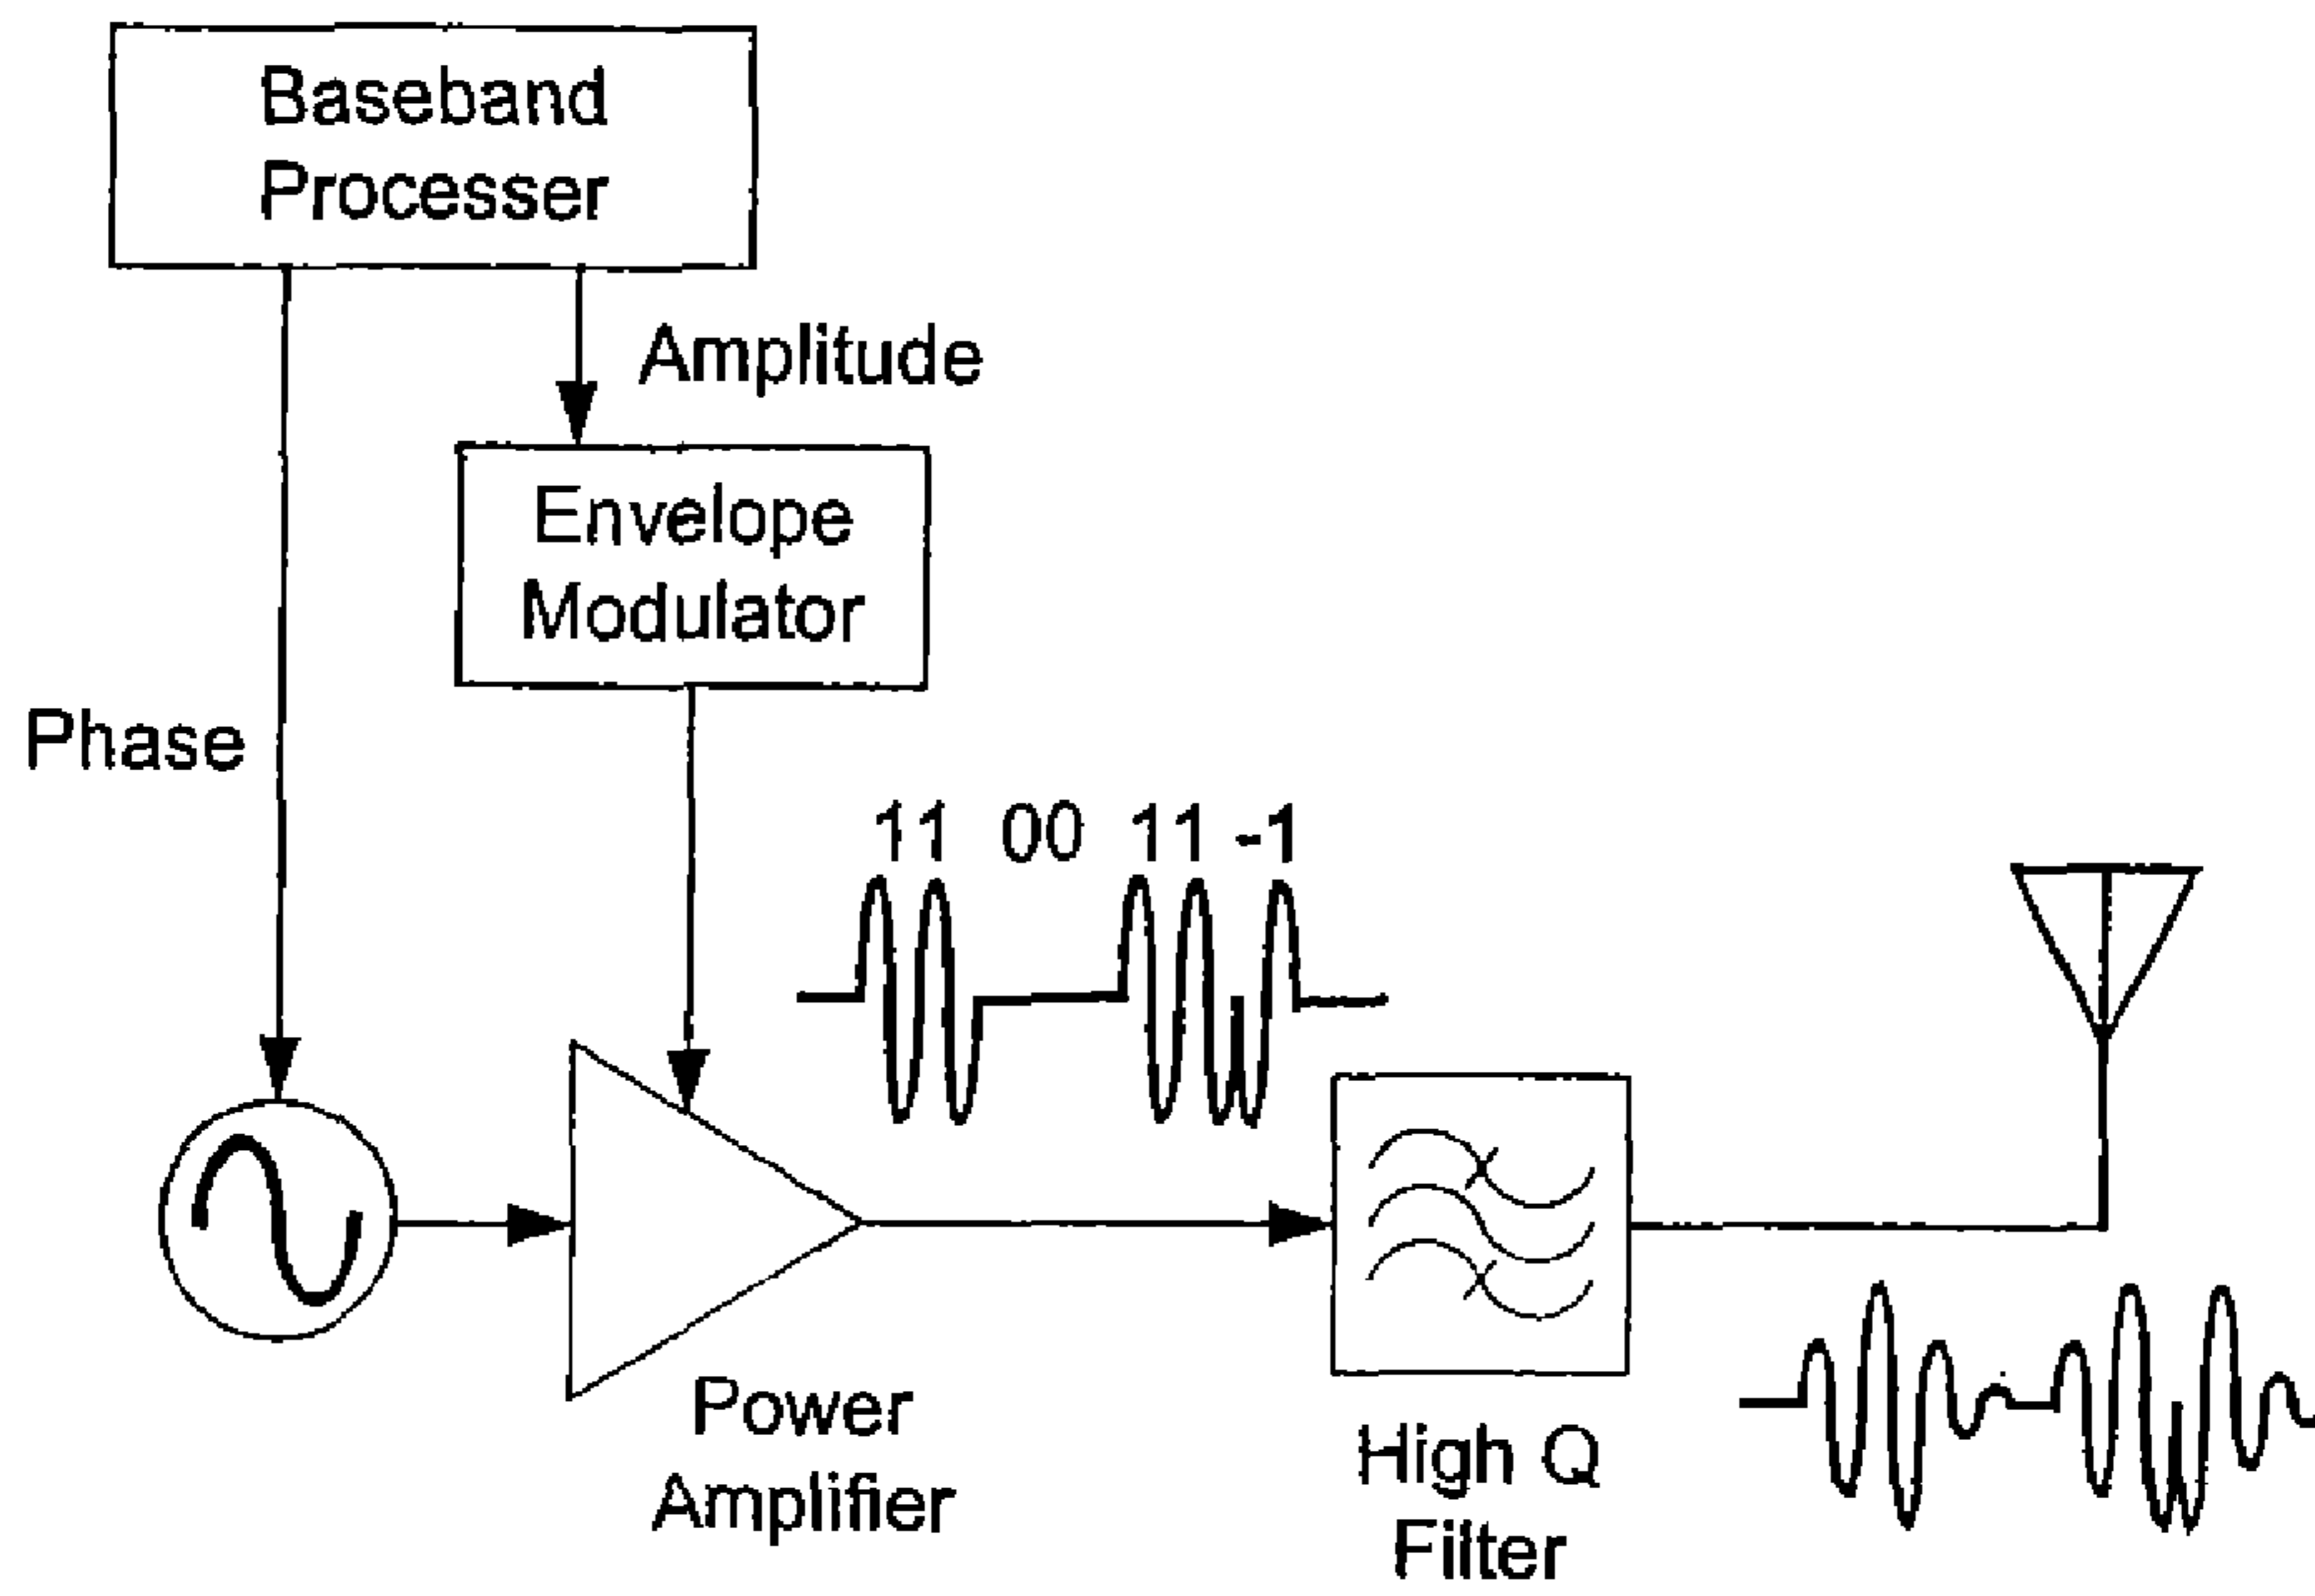 Baseband
Processer
Amplitude
Envelope
Modulator
Phase
11 00 11 -1
Power
Amplifier
High Q
Filter